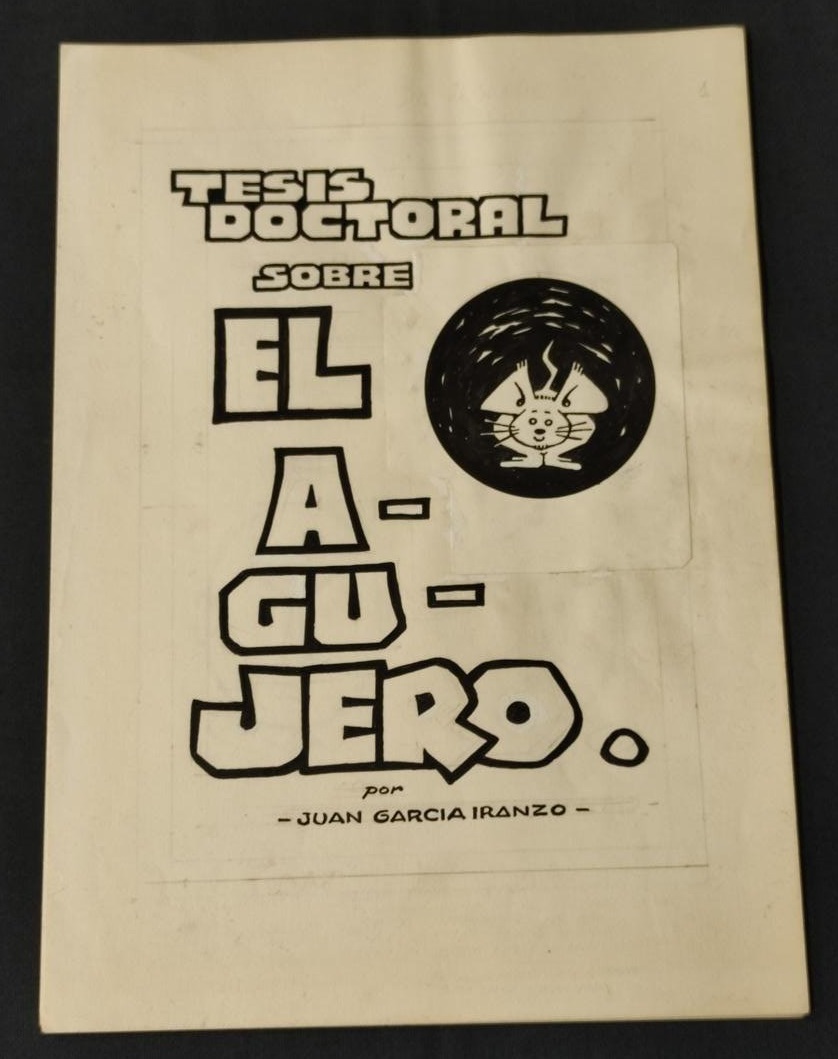 TESIS
DOCTORAL
SOBRE
EL
A-
GU-
JERO.
por
- JUAN GARCIA IRANZO -